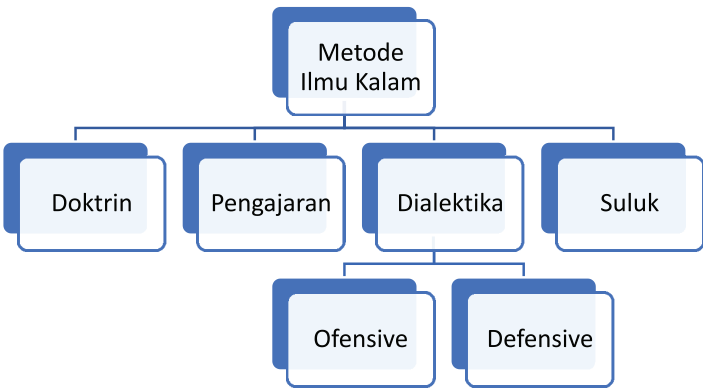 Metode
Ilmu Kalam
Doktrin
Pengajaran
Dialektika
Suluk
Ofensive
Defensive